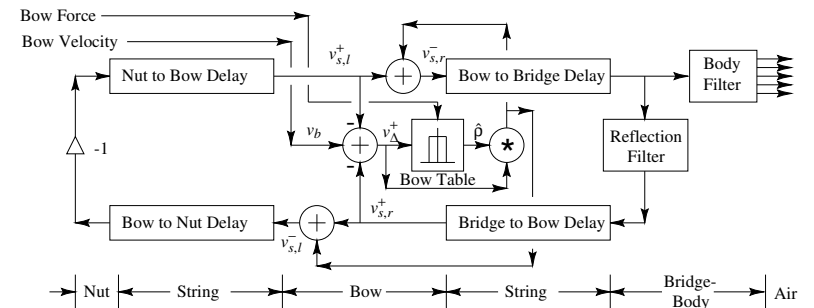 Bow Force
Bow Velocity
v⁺s,l
v⁻s,r
Nut to Bow Delay
+
Bow to Bridge Delay
Body
Filter
-1
-
v_b
+
v⁺Δ
ρ̂
*
Reflection
Filter
-
Bow Table
Bow to Nut Delay
+
v⁺s,r
Bridge to Bow Delay
v⁻s,l
Nut
String
Bow
String
Bridge-
Body
Air